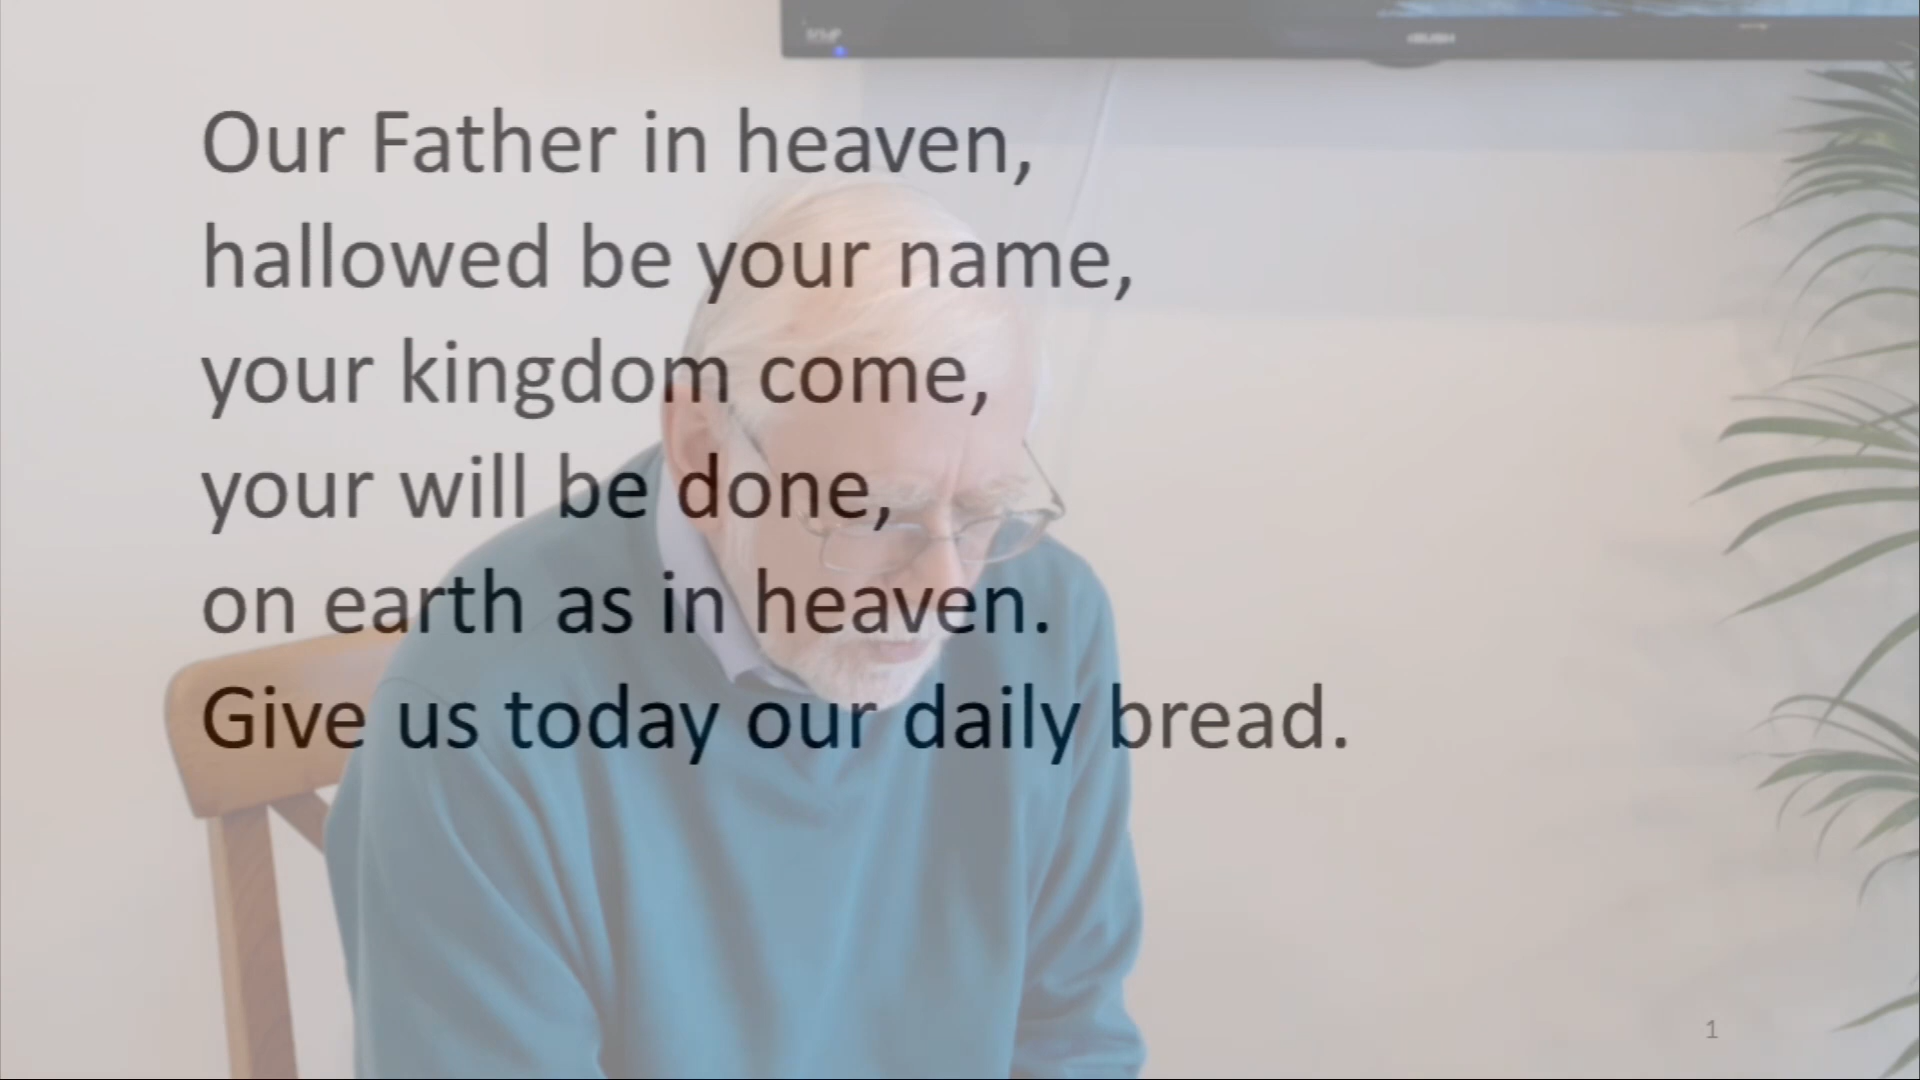 Our Father in heaven,
hallowed be your name,
your kingdom come,
your will be done,
on earth as in heaven.
Give us today our daily bread.
1